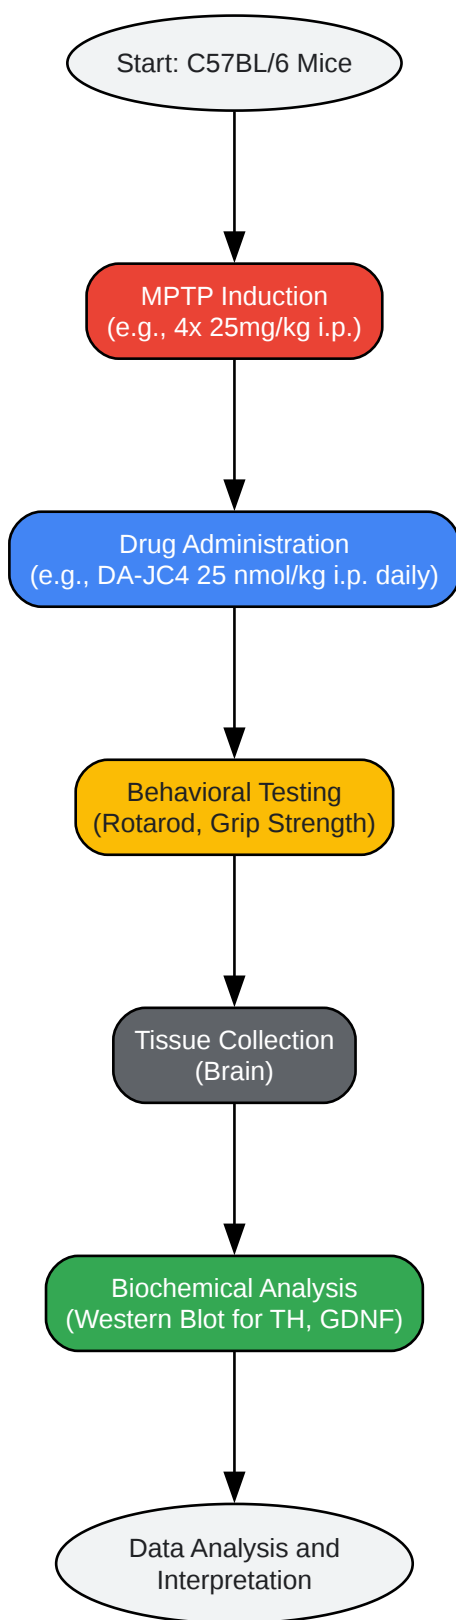 Start: C57BL/6 Mice
MPTP Induction
(e.g., 4x 25mg/kg i.p.)
Drug Administration
(e.g., DA-JC4 25 nmol/kg i.p. daily)
Behavioral Testing
(Rotarod, Grip Strength)
Tissue Collection
(Brain)
Biochemical Analysis
(Western Blot for TH, GDNF)
Data Analysis and
Interpretation